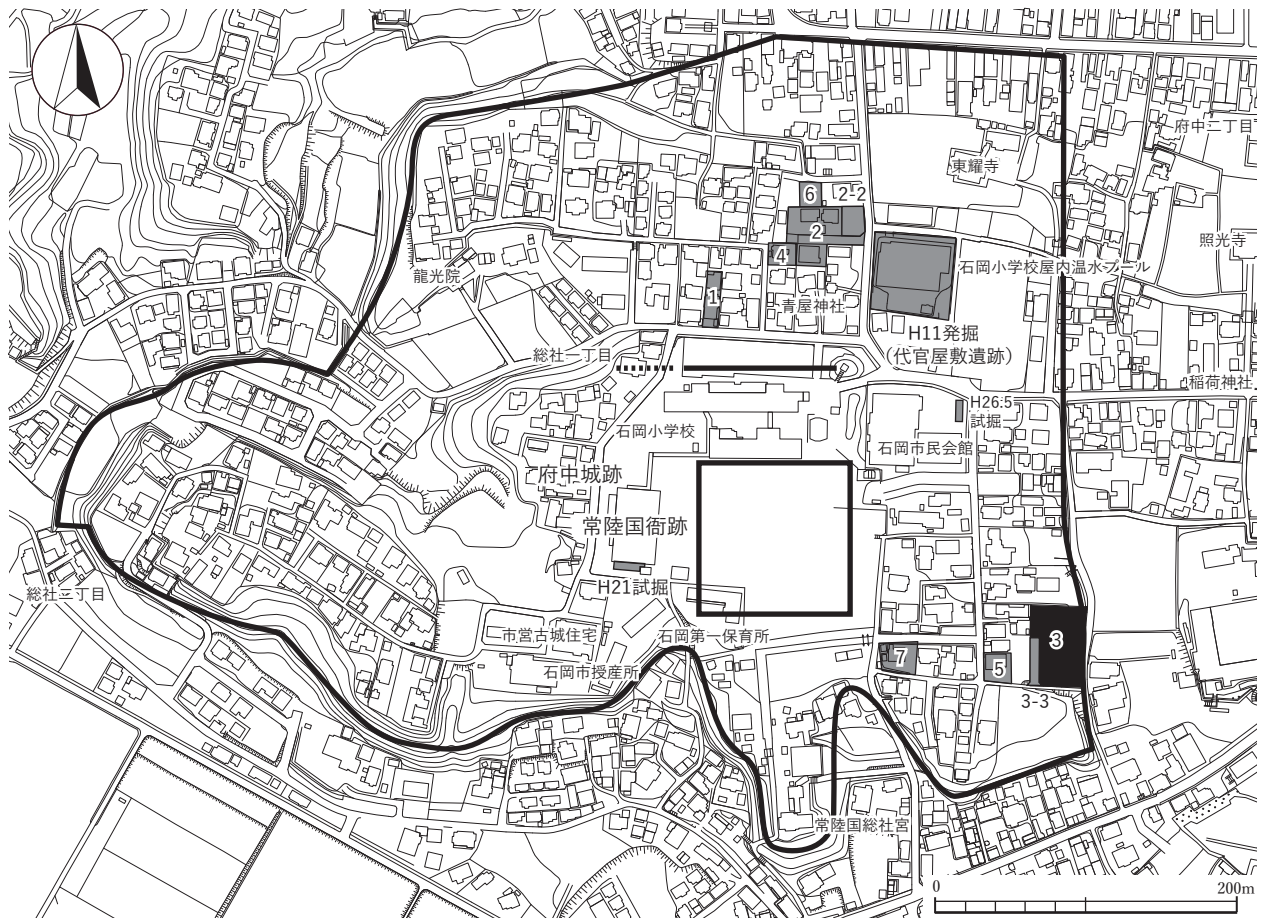 府中二丁目
東耀寺
6
2-2
2
照光寺
4
龍光院
石岡小学校屋内温水プール
1
青屋神社
H11発掘
(代官屋敷遺跡)
総社一丁目
稲荷神社
H26.5
試掘
石岡小学校
石岡市民会館
府中城跡
常陸国衙跡
H21試掘
総社二丁目
市営古城住宅
石岡第一保育所
石岡市授産所
7
5
3
3-3
常陸国総社宮
0
200m